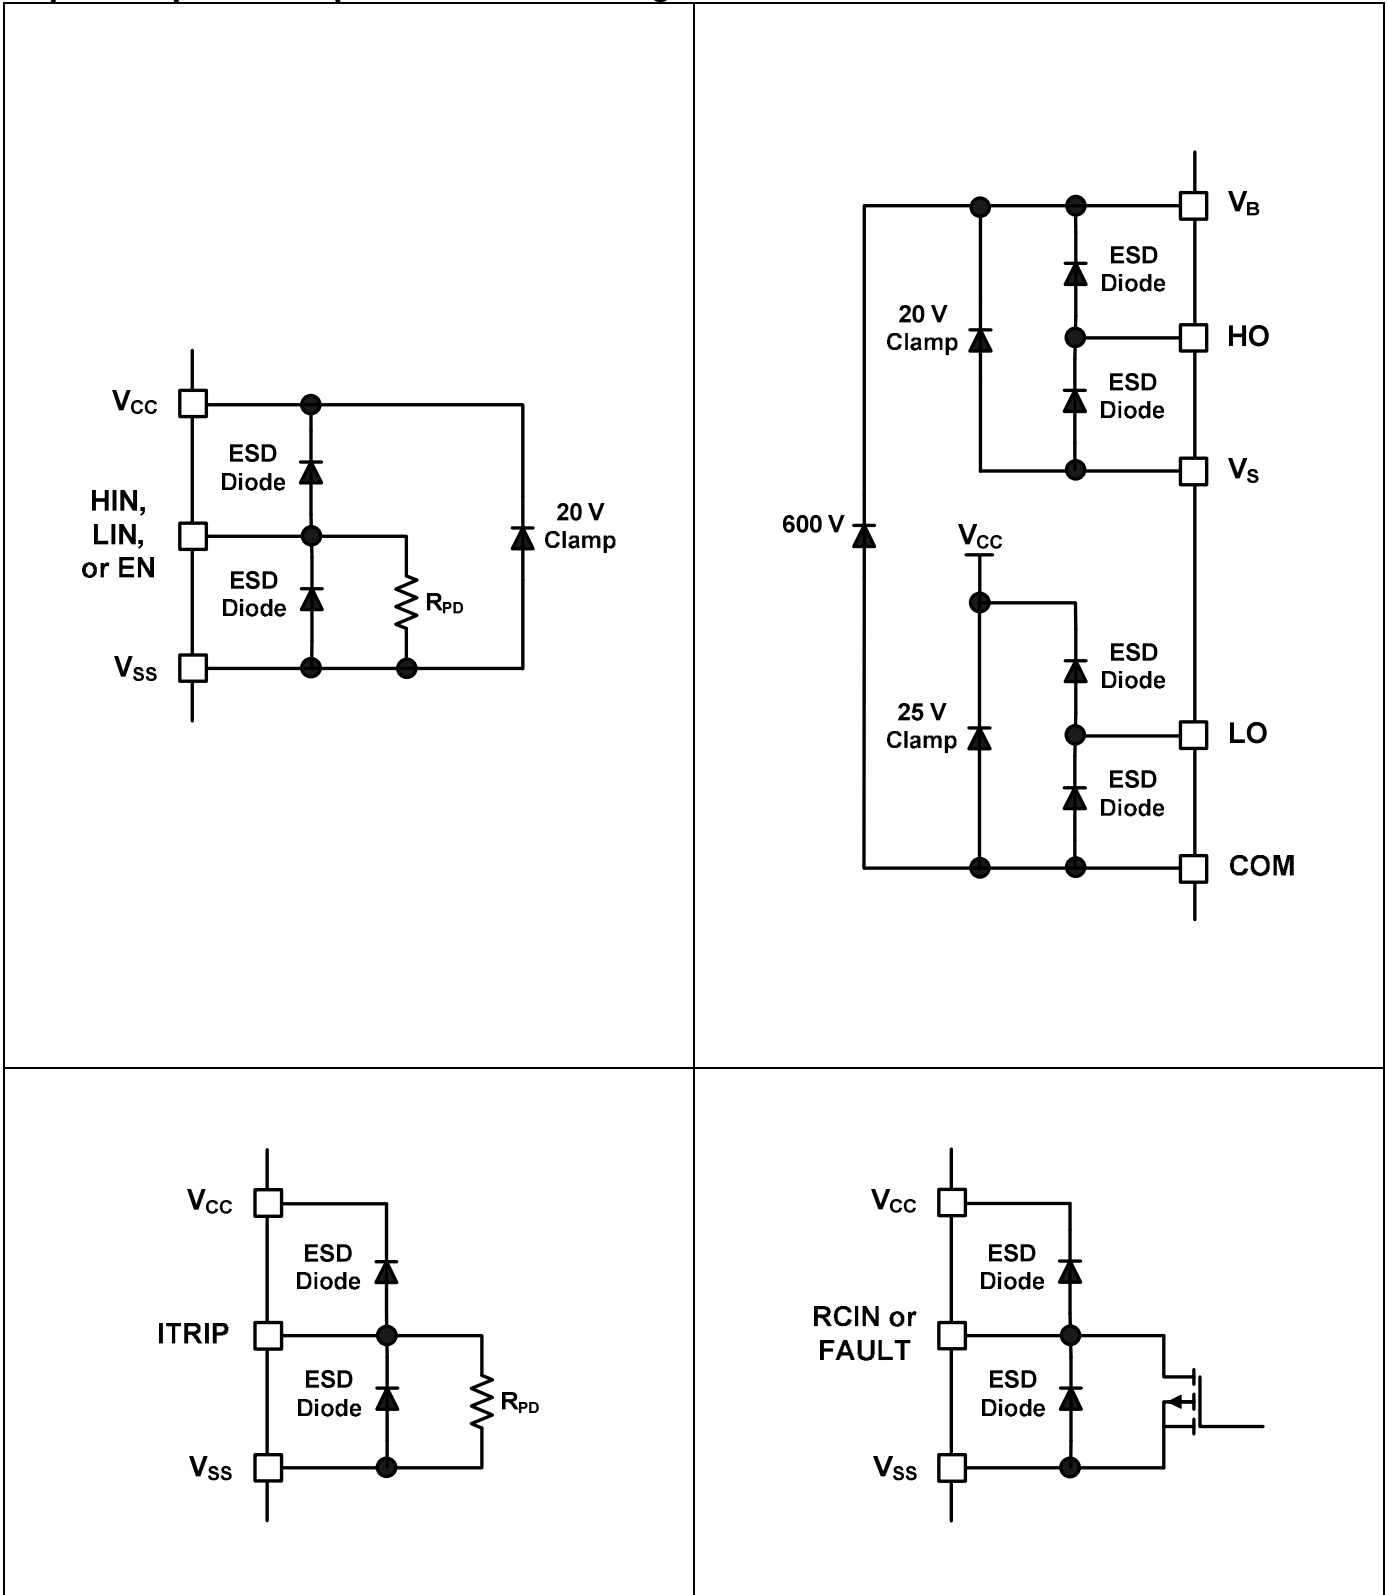 VCC
ESD
Diode
HIN,
LIN,
or EN
ESD
Diode
RPD
20 V
Clamp
VSS
VB
ESD
Diode
20 V
Clamp
HO
ESD
Diode
VS
600 V
VCC
ESD
Diode
25 V
Clamp
LO
ESD
Diode
COM
VCC
ESD
Diode
ITRIP
ESD
Diode
RPD
VSS
VCC
ESD
Diode
RCIN or
FAULT
ESD
Diode
VSS